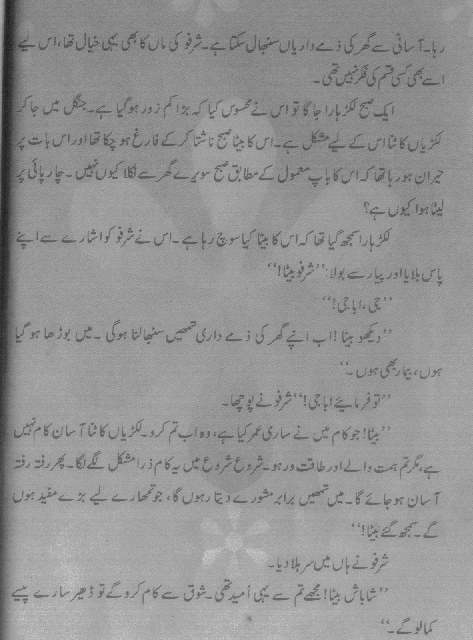 رہا۔ آسانی سے گھر کی ذمے داریاں سنبھال سکتا ہے۔ شرفو کی ماں کا بھی یہی خیال تھا، اس لیے
اسے بھی کسی قسم کی فکر نہیں تھی۔
ایک صبح لکڑہارا جاگا تو اس نے محسوس کیا کہ بڑا کم زور ہو گیا ہے۔ جنگل میں جا کر
لکڑیاں کاٹنا اس کے لیے مشکل ہے۔ اس کا بیٹا صبح ناشتا کر کے فارغ ہو چکا تھا اور اس بات پر
حیران ہو رہا تھا کہ اس کا باپ معمول کے مطابق صبح سویرے گھر سے نکلا کیوں نہیں۔ چارپائی پر
لیٹا ہوا کیوں ہے؟
لکڑہارا سمجھ گیا تھا کہ اس کا بیٹا کیا سوچ رہا ہے۔ اس نے شرفو کو اشارے سے اپنے
پاس بلایا اور پیار سے بولا: ’’شرفو بیٹا!‘‘
’’جی، ابا جی!‘‘
’’دیکھو بیٹا! اب اپنے گھر کی ذمے داری تمھیں سنبھالنا ہوگی۔ میں بوڑھا ہو گیا
ہوں، بیمار بھی ہوں۔‘‘
’’تو فرمائیے ابا جی!‘‘ شرفو نے پوچھا۔
’’بیٹا! جو کام میں نے ساری عمر کیا ہے، وہ اب تم کرو۔ لکڑیاں کاٹنا آسان کام نہیں
ہے، مگر تم ہمت والے اور طاقت ور ہو۔ شروع شروع میں یہ کام ذرا مشکل لگے گا۔ پھر رفتہ رفتہ
آسان ہو جائے گا۔ میں تمھیں برابر مشورے دیتا رہوں گا، جو تمھارے لیے بڑے مفید ہوں
گے۔ سمجھ گئے بیٹا!‘‘
شرفو نے ہاں میں سر ہلا دیا۔
’’شاباش بیٹا! مجھے تم سے یہی اُمید تھی۔ شوق سے کام کرو گے تو ڈھیر سارے پیسے
کما لو گے۔‘‘